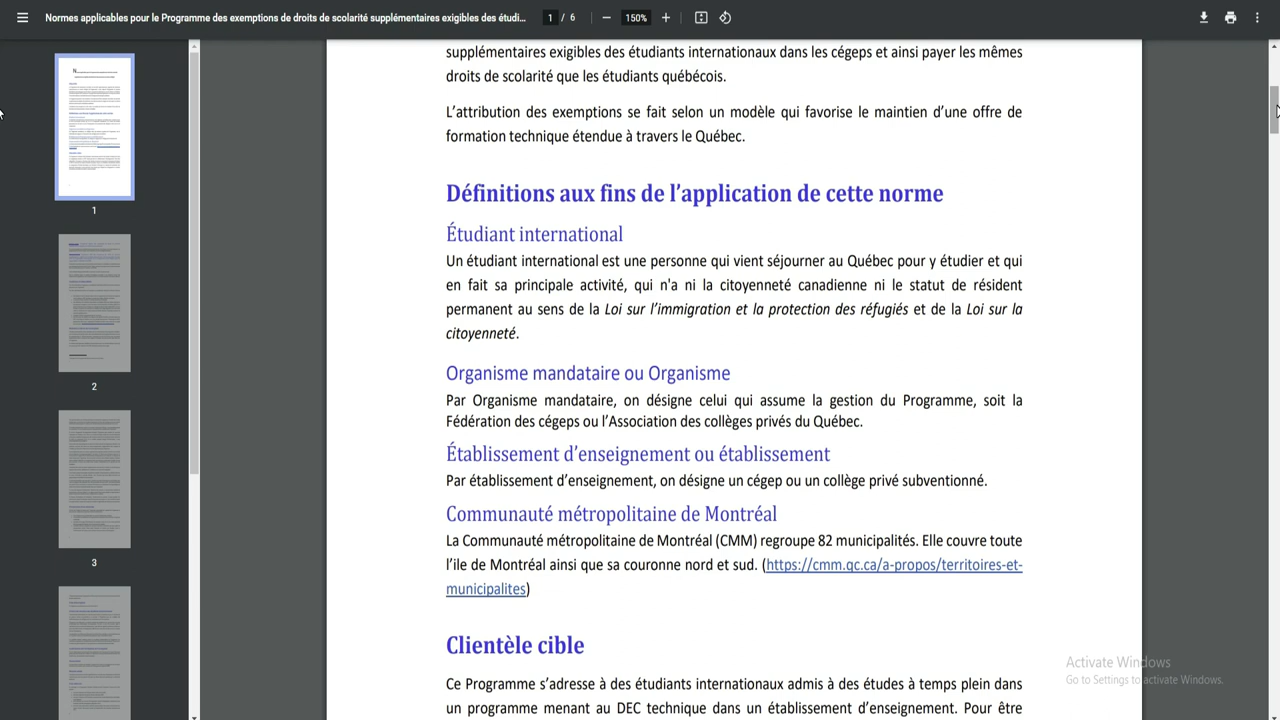 Normes applicables pour le Programme des exemptions de droits de scolarité supplémentaires exigibles des étudi...
1 / 6
150%
supplémentaires exigibles des étudiants internationaux dans les cégeps et ainsi payer les mêmes
droits de scolarité que les étudiants québécois.
L'attribution des exemptions se fait selon un modèle qui favorise le maintien d'une offre de
formation continue étendue à travers le Québec.
Définitions aux fins de l'application de cette norme
Étudiant international
Un étudiant international est une personne qui vient séjourner au Québec pour y étudier et qui
en fait sa principale activité, qui n'a ni la citoyenneté canadienne ni le statut de résident
permanent au sens de la Loi sur l'immigration et la protection des réfugiés et de la Loi sur la
citoyenneté.
Organisme mandataire ou Organisme
Par Organisme mandataire, on désigne celui qui assume la gestion du Programme, soit la
Fédération des cégeps ou l'Association des collèges privés du Québec.
Établissement d'enseignement ou établissement
Par établissement d'enseignement, on désigne un cégep ou un collège privé subventionné.
Communauté métropolitaine de Montréal
La Communauté métropolitaine de Montréal (CMM) regroupe 82 municipalités. Elle couvre toute
l'ile de Montréal ainsi que sa couronne nord et sud. (https://cmm.qc.ca/a-propos/territoires-et-
municipalites)
Clientèle cible
Ce Programme s'adresse à des étudiants internationaux admis à des études à temps plein dans
un programme menant au DEC technique dans un établissement d'enseignement. Pour être
1
2
3
Activate Windows
Go to Settings to activate Windows.